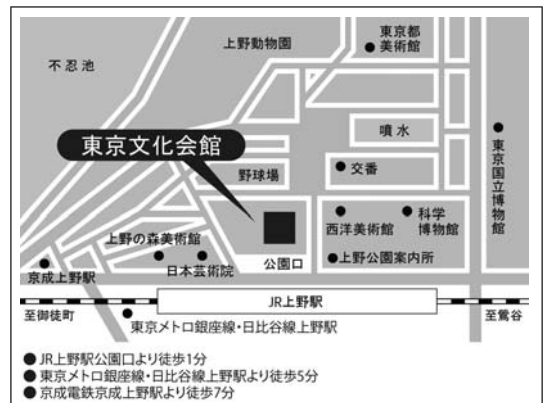 東京都
美術館
上野動物園
不忍池
噴水
東京文化会館
野球場
●交番
東京国立博物館
西洋美術館
科学
博物館
上野の森美術館
日本芸術院
公園口
●上野公園案内所
京成上野駅
JR上野駅
至御徒町
至鶯谷
東京メトロ銀座線・日比谷線上野駅
●JR上野駅公園口より徒歩1分
●東京メトロ銀座線・日比谷線上野駅より徒歩5分
●京成電鉄京成上野駅より徒歩7分